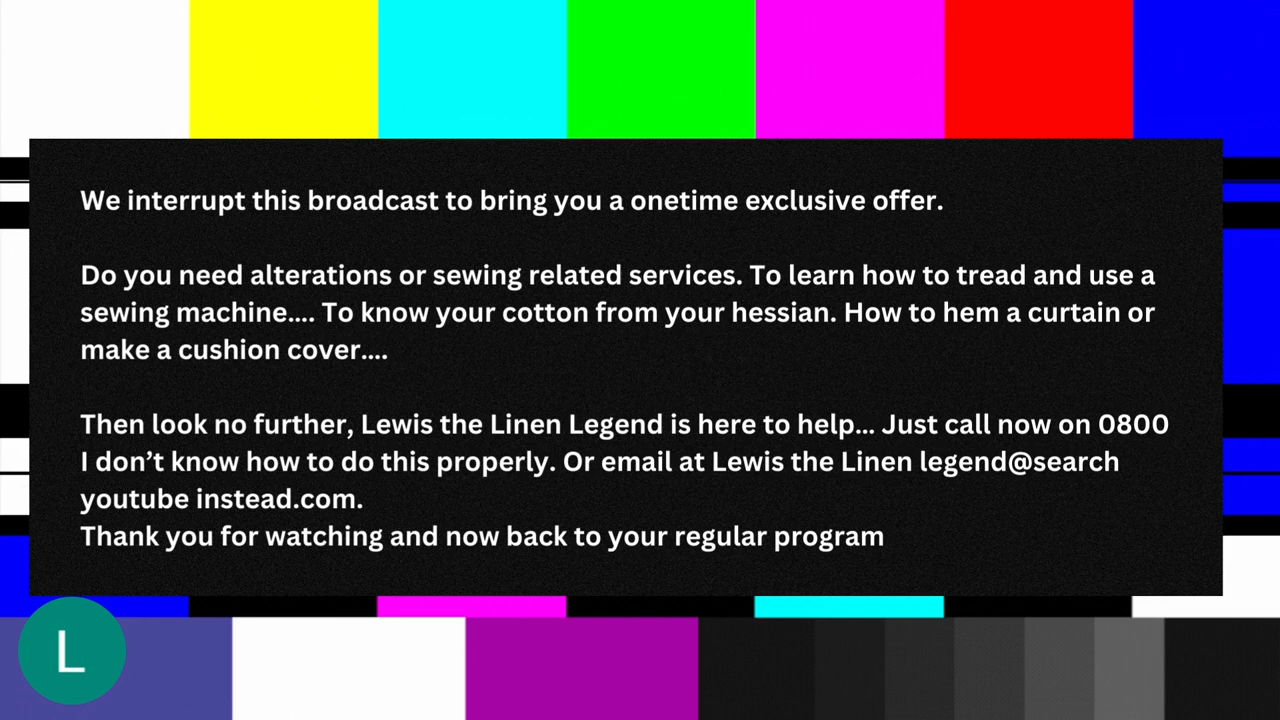 We interrupt this broadcast to bring you a onetime exclusive offer.
Do you need alterations or sewing related services. To learn how to tread and use a
sewing machine.... To know your cotton from your hessian. How to hem a curtain or
make a cushion cover....
Then look no further, Lewis the Linen Legend is here to help... Just call now on 0800
I don’t know how to do this properly. Or email at Lewis the Linen legend@search
youtube instead.com.
Thank you for watching and now back to your regular program
L